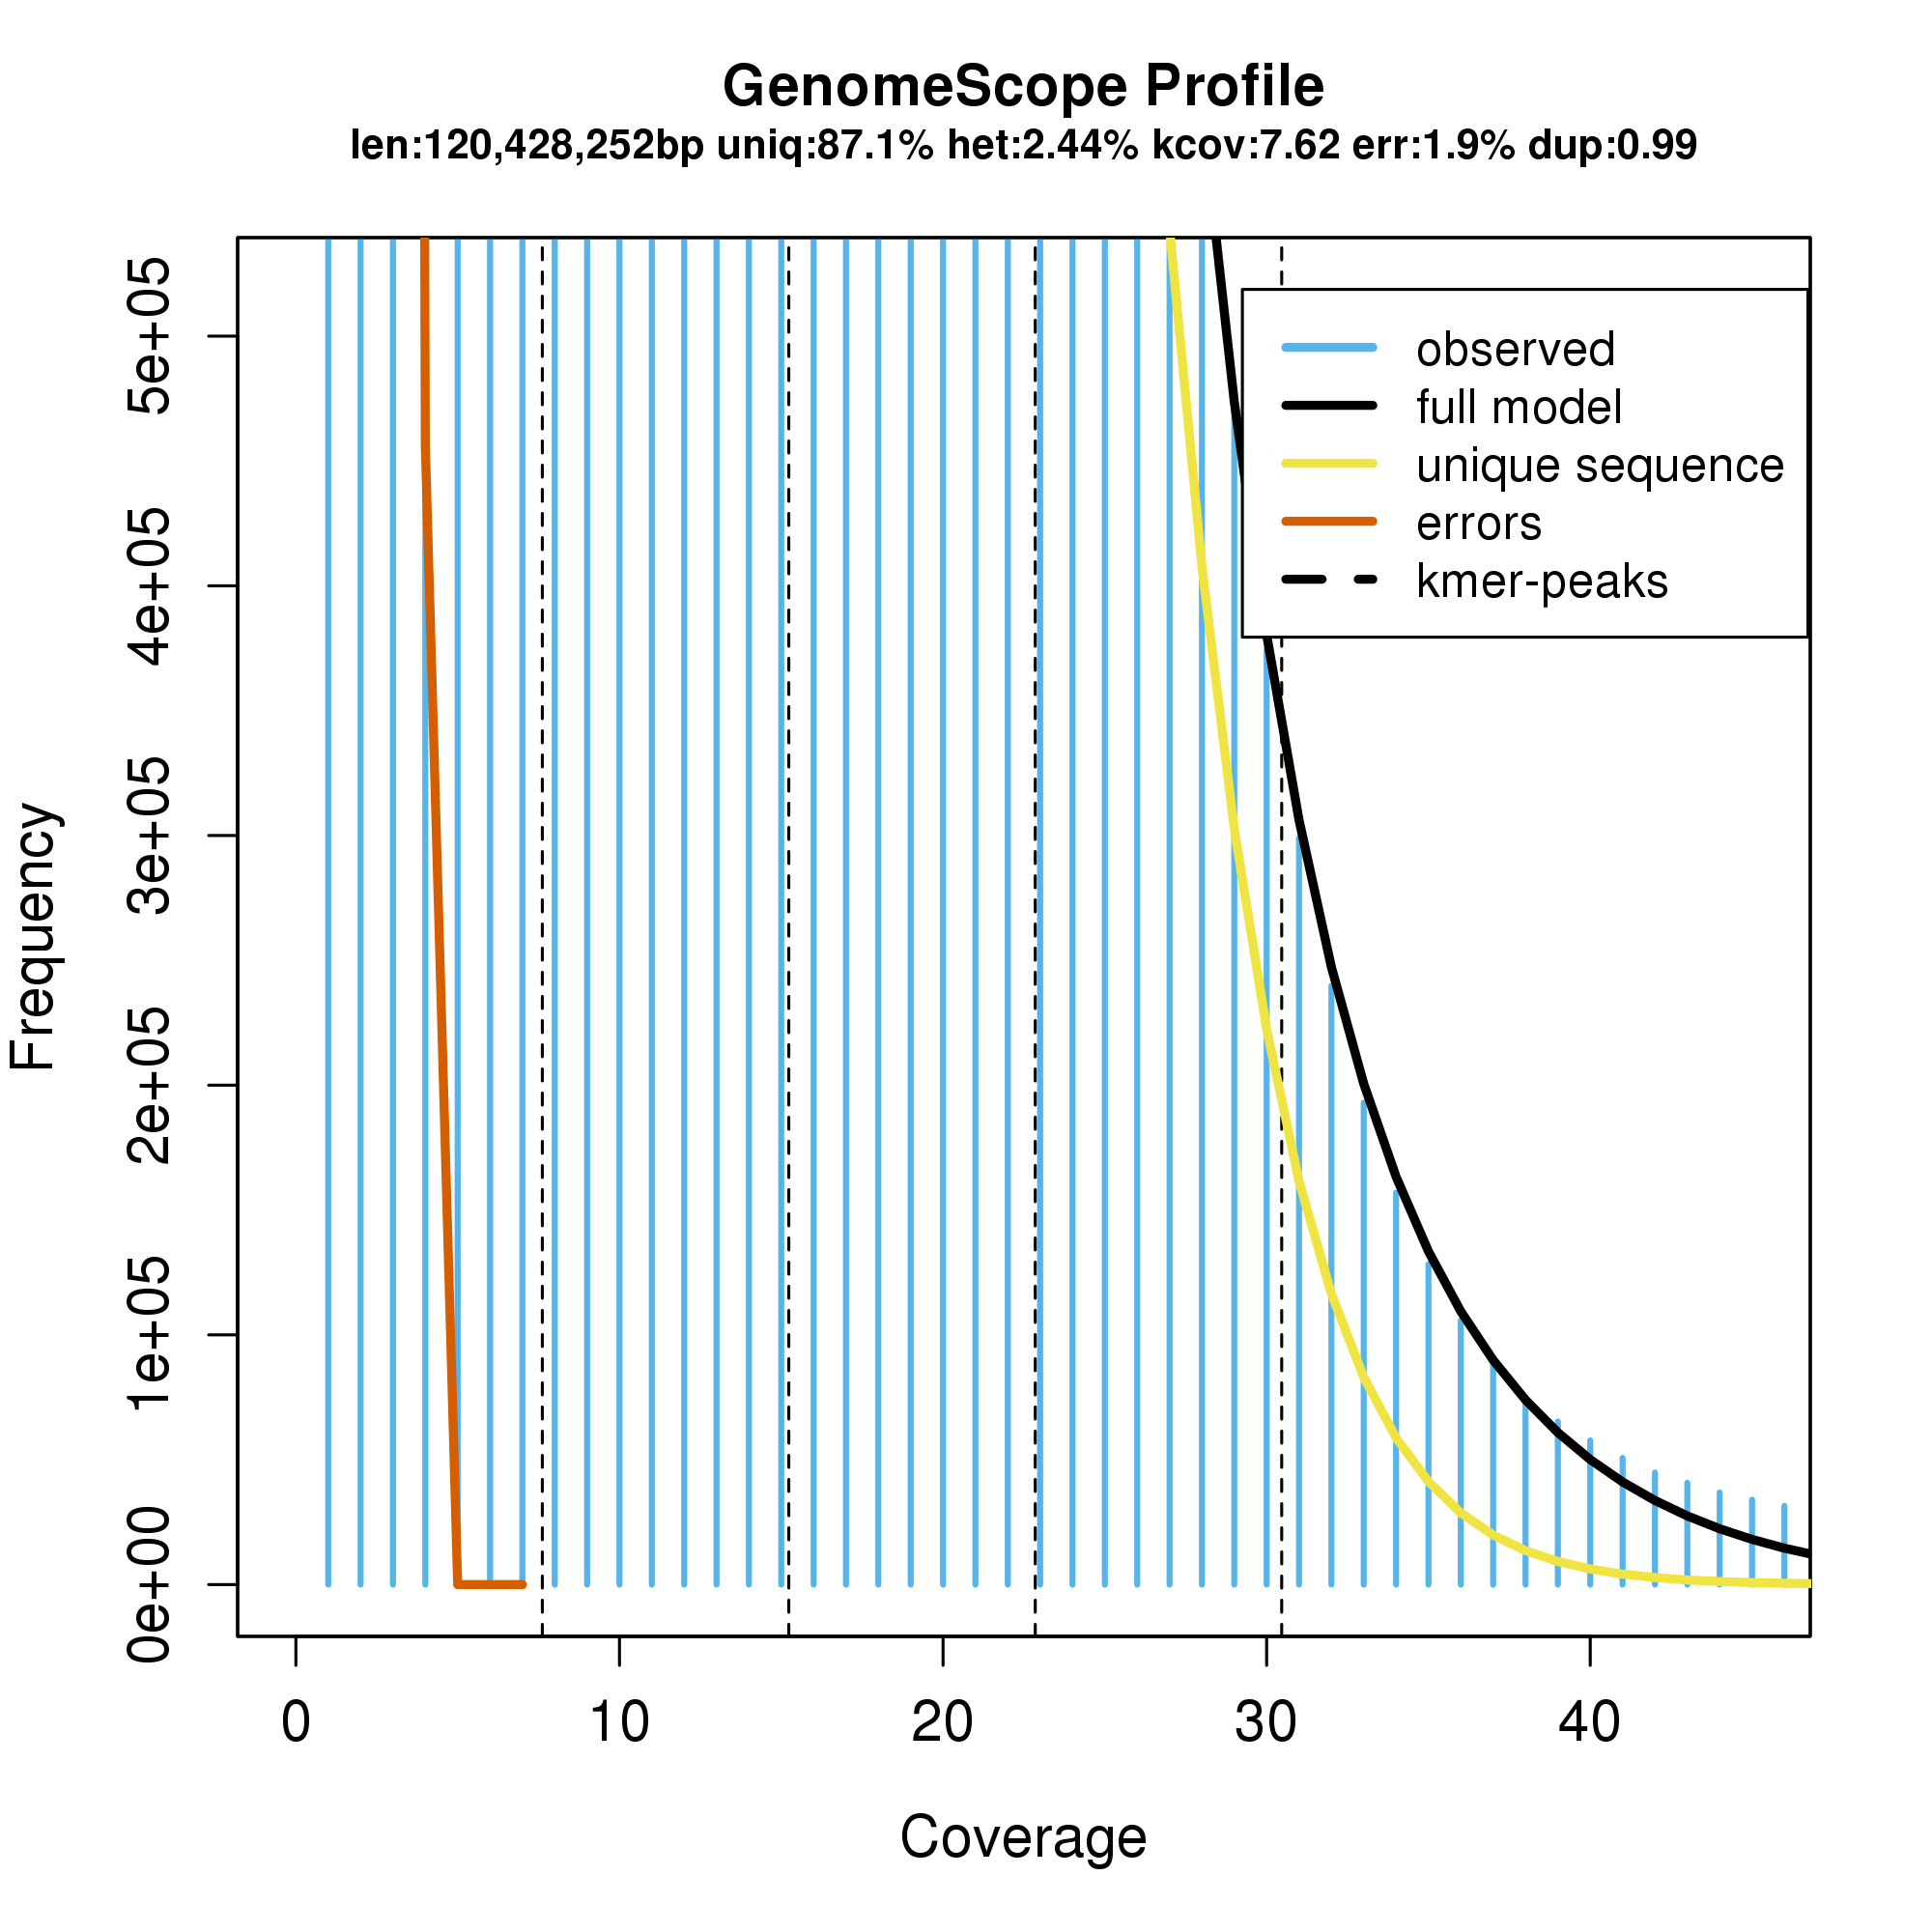 GenomeScope Profile
len:120,428,252bp uniq:87.1% het:2.44% kcov:7.62 err:1.9% dup:0.99
observed
full model
unique sequence
errors
kmer-peaks
Frequency
5e+05
4e+05
3e+05
2e+05
1e+05
0e+00
0 10 20 30 40
Coverage